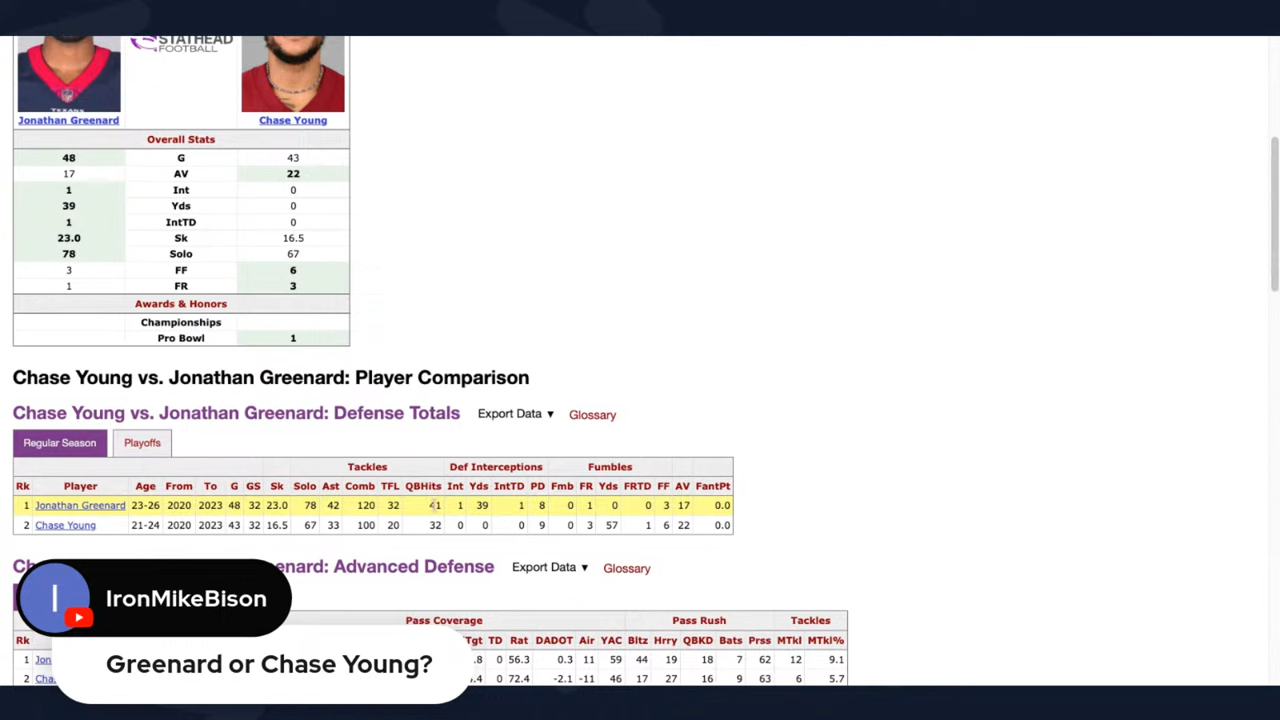 STATHEAD
FOOTBALL
TEXANS
Jonathan Greenard Chase Young
Overall Stats
48 G 43
17 AV 22
1 Int 0
39 Yds 0
1 IntTD 0
23.0 Sk 16.5
78 Solo 67
3 FF 6
1 FR 3
Awards & Honors
Championships
Pro Bowl 1
Chase Young vs. Jonathan Greenard: Player Comparison
Chase Young vs. Jonathan Greenard: Defense Totals Export Data ▼ Glossary
Regular Season Playoffs
Tackles Def Interceptions Fumbles
Rk Player Age From To G GS Sk Solo Ast Comb TFL QBHits Int Yds IntTD PD Fmb FR Yds FRTD FF AV FantPt
1 Jonathan Greenard 23-26 2020 2023 48 32 23.0 78 42 120 32 41 1 39 1 8 0 1 0 0 3 17 0.0
2 Chase Young 21-24 2020 2023 43 32 16.5 67 33 100 20 32 0 0 0 9 0 3 57 1 6 22 0.0
Ch enard: Advanced Defense Export Data ▼ Glossary
Pass Coverage Pass Rush Tackles
Rk Tgt TD Rat DADOT Air YAC Bltz Hrry QBKD Bats Prss MTkl MTkl%
1 Jon .8 0 56.3 0.3 11 59 44 19 18 7 62 12 9.1
2 Cha .4 0 72.4 -2.1 -11 46 17 27 16 9 63 6 5.7
I IronMikeBison
Greenard or Chase Young?